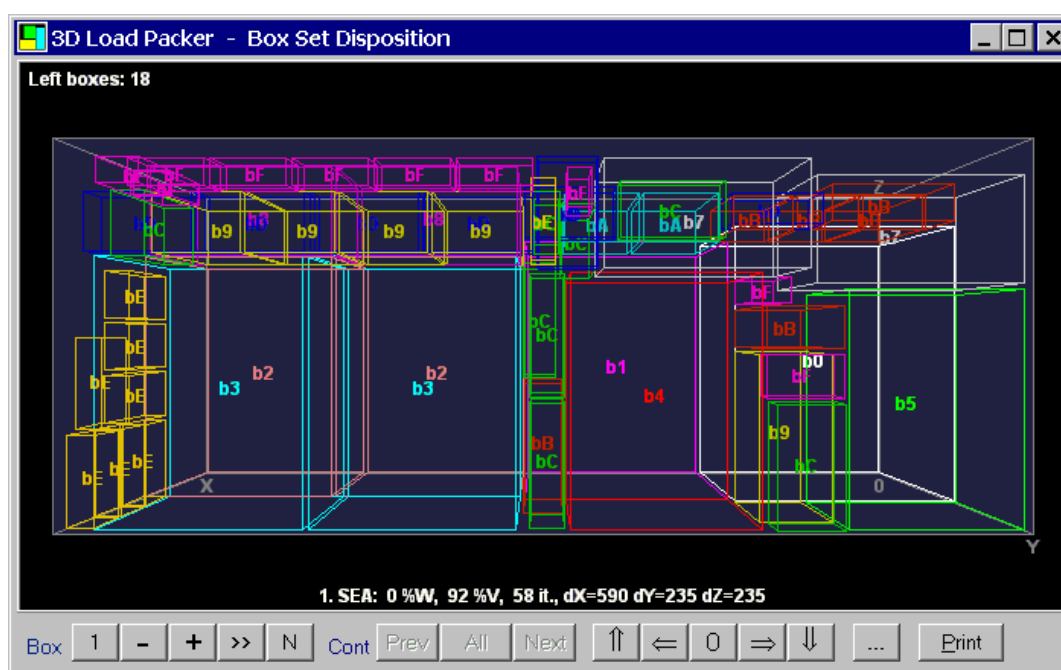 3D Load Packer - Box Set Disposition
Left boxes: 18
bF bF bF bF bF bF
Z
bC b9 b9 b8 b9 b9 bE bC bA bC bA b7 bB bB
b7
bE bC bF
bE bC bC bB
b3 b2 b3 b2 b1 b4 b0 bF b5
bE bE
bB b9
bE bE bE bC bC
X 0
Y
1. SEA: 0 %W, 92 %V, 58 it., dX=590 dY=235 dZ=235
Box 1 - + >> N Cont Prev All Next ⇑ ⇐ 0 ⇒ ⇓ ... Print